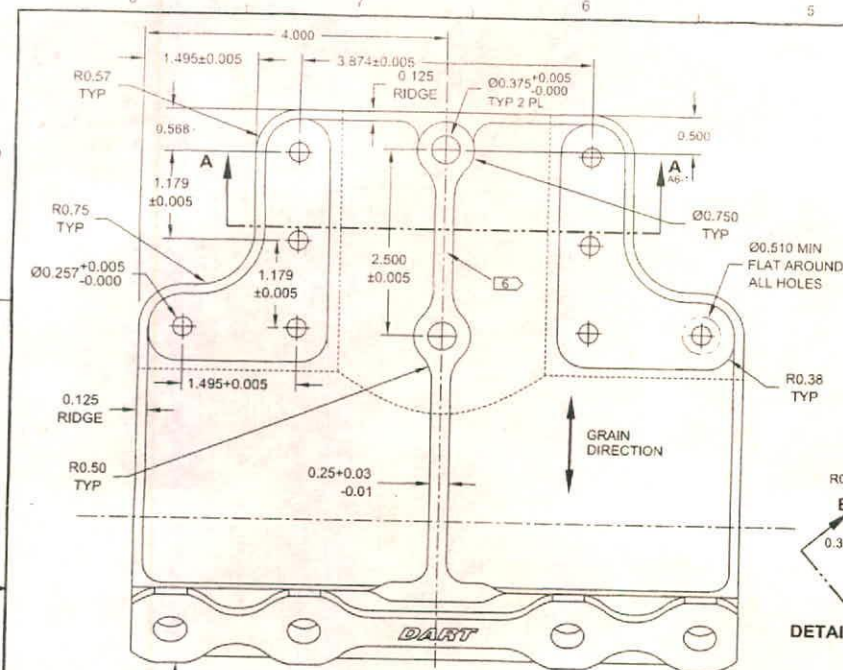 7
6
5
4.000
1.495±0.005
3.874±0.005
R0.57
TYP
0.125
RIDGE
Ø0.375+0.005
-0.000
TYP 2 PL
0.568
0.500
A
A
1.179
±0.005
R0.75
TYP
Ø0.750
TYP
2.500
±0.005
Ø0.510 MIN
FLAT AROUND
ALL HOLES
Ø0.257+0.005
-0.000
1.179
±0.005
6
1.495+0.005
R0.38
TYP
0.125
RIDGE
GRAIN
DIRECTION
R0.50
TYP
0.25+0.03
-0.01
DART